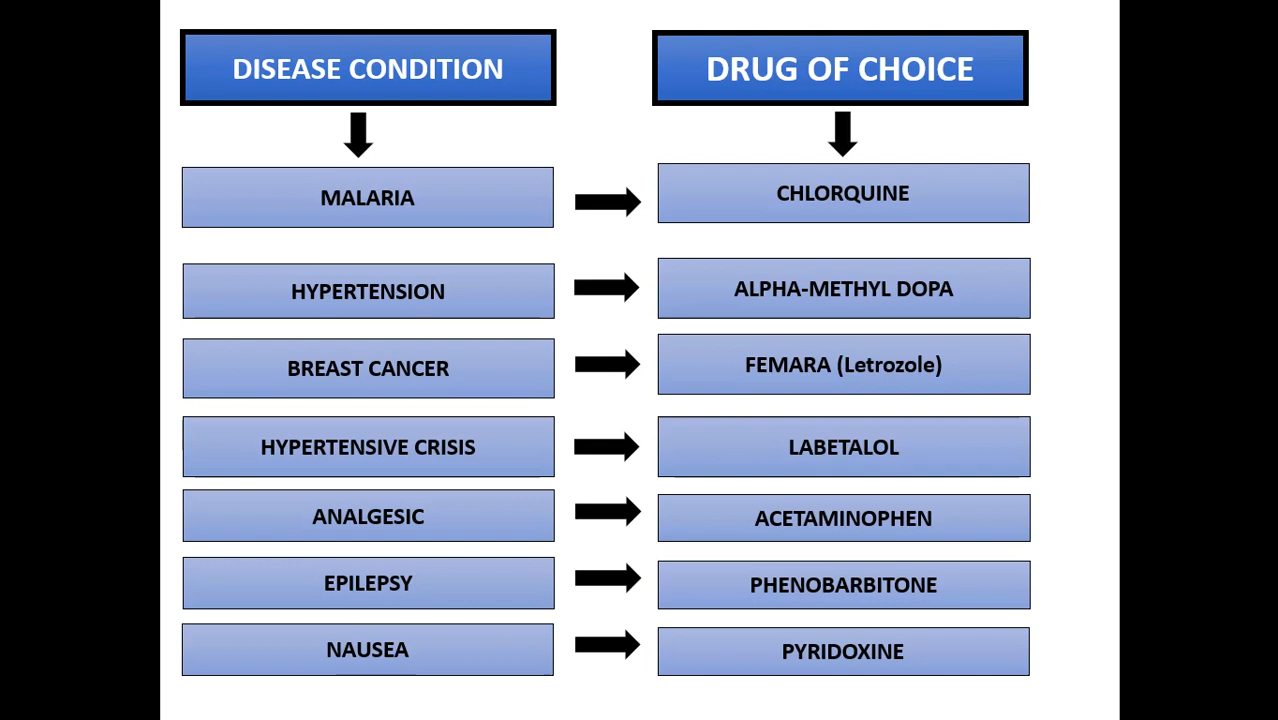 DISEASE CONDITION
DRUG OF CHOICE
MALARIA
CHLORQUINE
HYPERTENSION
ALPHA-METHYL DOPA
BREAST CANCER
FEMARA (Letrozole)
HYPERTENSIVE CRISIS
LABETALOL
ANALGESIC
ACETAMINOPHEN
EPILEPSY
PHENOBARBITONE
NAUSEA
PYRIDOXINE